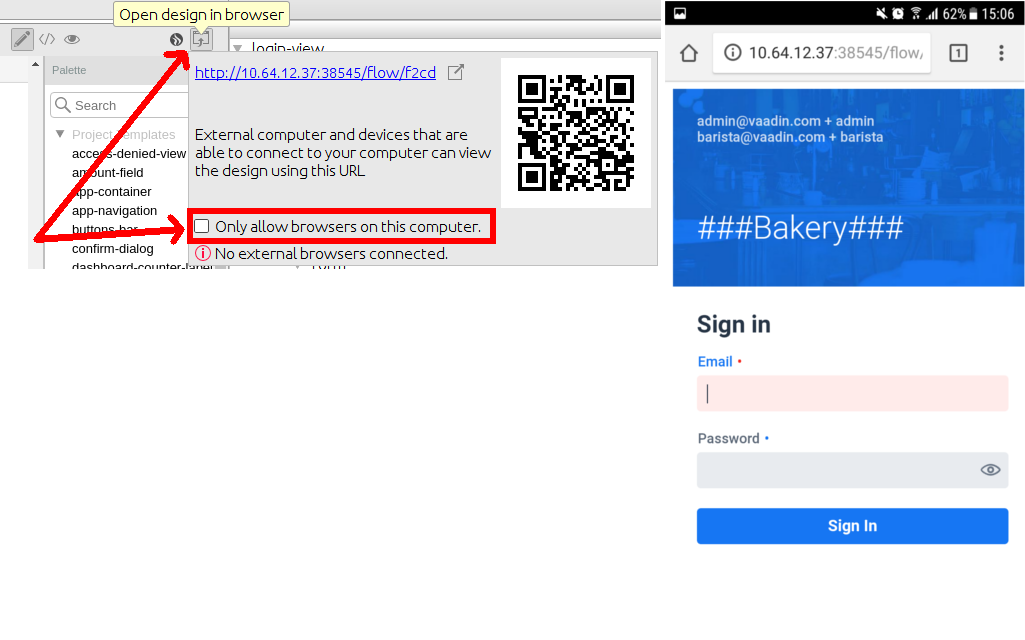 Open design in browser
login-view
Palette
http://10.64.12.37:38545/flow/f2cd
Search
External computer and devices that are
able to connect to your computer can view
the design using this URL
Project Templates
access-denied-view
amount-field
app-container
app-navigation
buttons-bar
confirm-dialog
dashboard-counter-label
Only allow browsers on this computer.
No external browsers connected.
62% 15:06
10.64.12.37:38545/flow/
1
admin@vaadin.com + admin
barista@vaadin.com + barista
###Bakery###
Sign in
Email •
Password •
Sign In